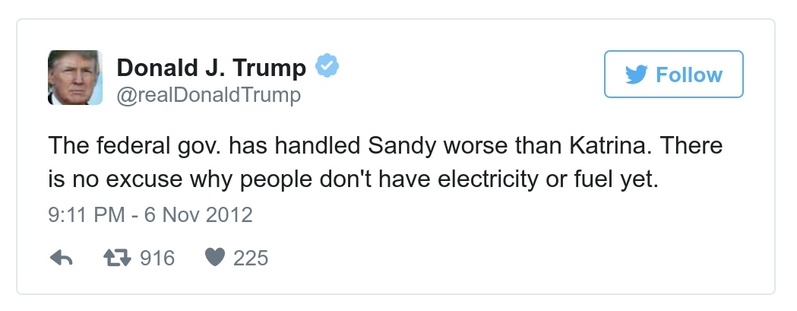 Donald J. Trump
@realDonaldTrump
Follow
The federal gov. has handled Sandy worse than Katrina. There
is no excuse why people don't have electricity or fuel yet.
9:11 PM - 6 Nov 2012
916 225